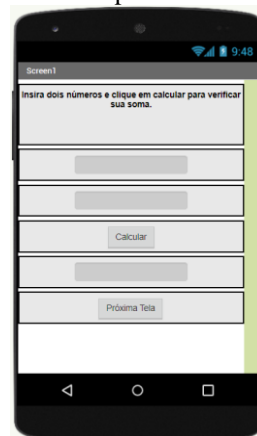 9:48
Screen1
Insira dois números e clique em calcular para verificar
sua soma.
Calcular
Próxima Tela